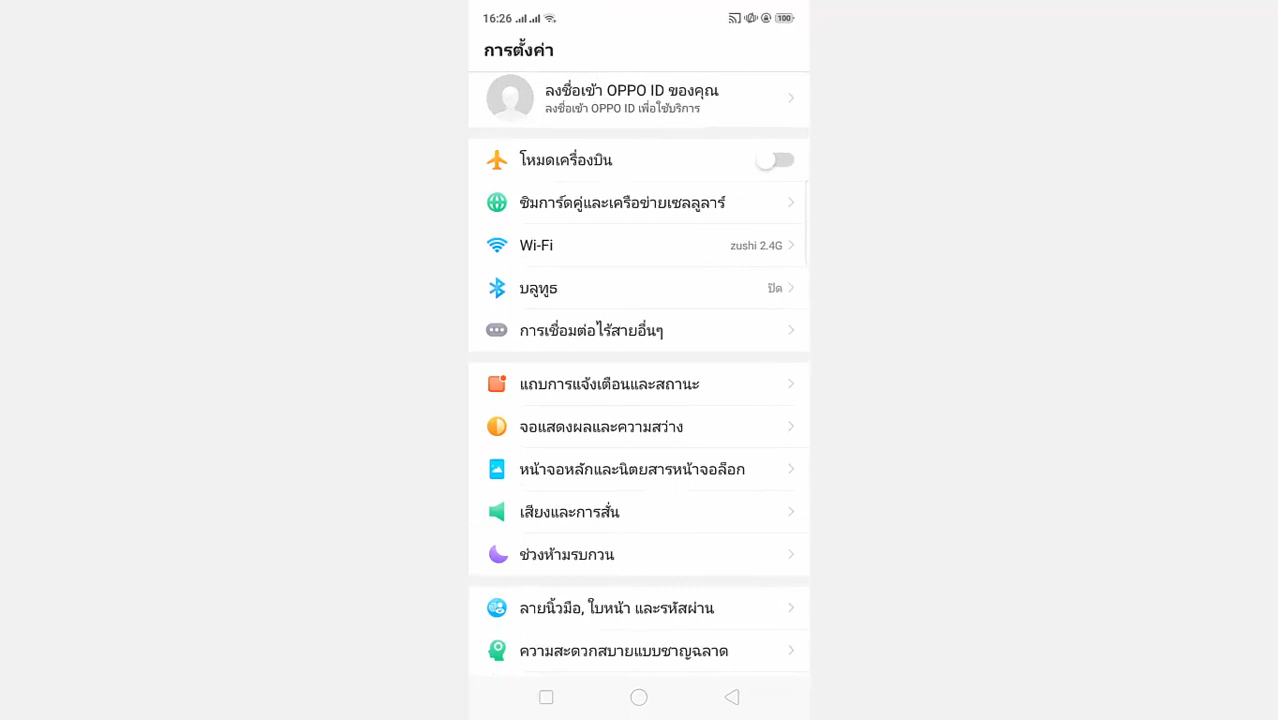 16:26
100
การตั้งค่า
ลงชื่อเข้า OPPO ID ของคุณ
ลงชื่อเข้า OPPO ID เพื่อใช้บริการ
โหมดเครื่องบิน
ซิมการ์ดคู่และเครือข่ายเซลลูลาร์
Wi-Fi
zushi 2.4G
บลูทูธ
ปิด
การเชื่อมต่อไร้สายอื่นๆ
แถบการแจ้งเตือนและสถานะ
จอแสดงผลและความสว่าง
หน้าจอหลักและนิตยสารหน้าจอล็อก
เสียงและการสั่น
ช่วงห้ามรบกวน
ลายนิ้วมือ, ใบหน้า และรหัสผ่าน
ความสะดวกสบายแบบชาญฉลาด